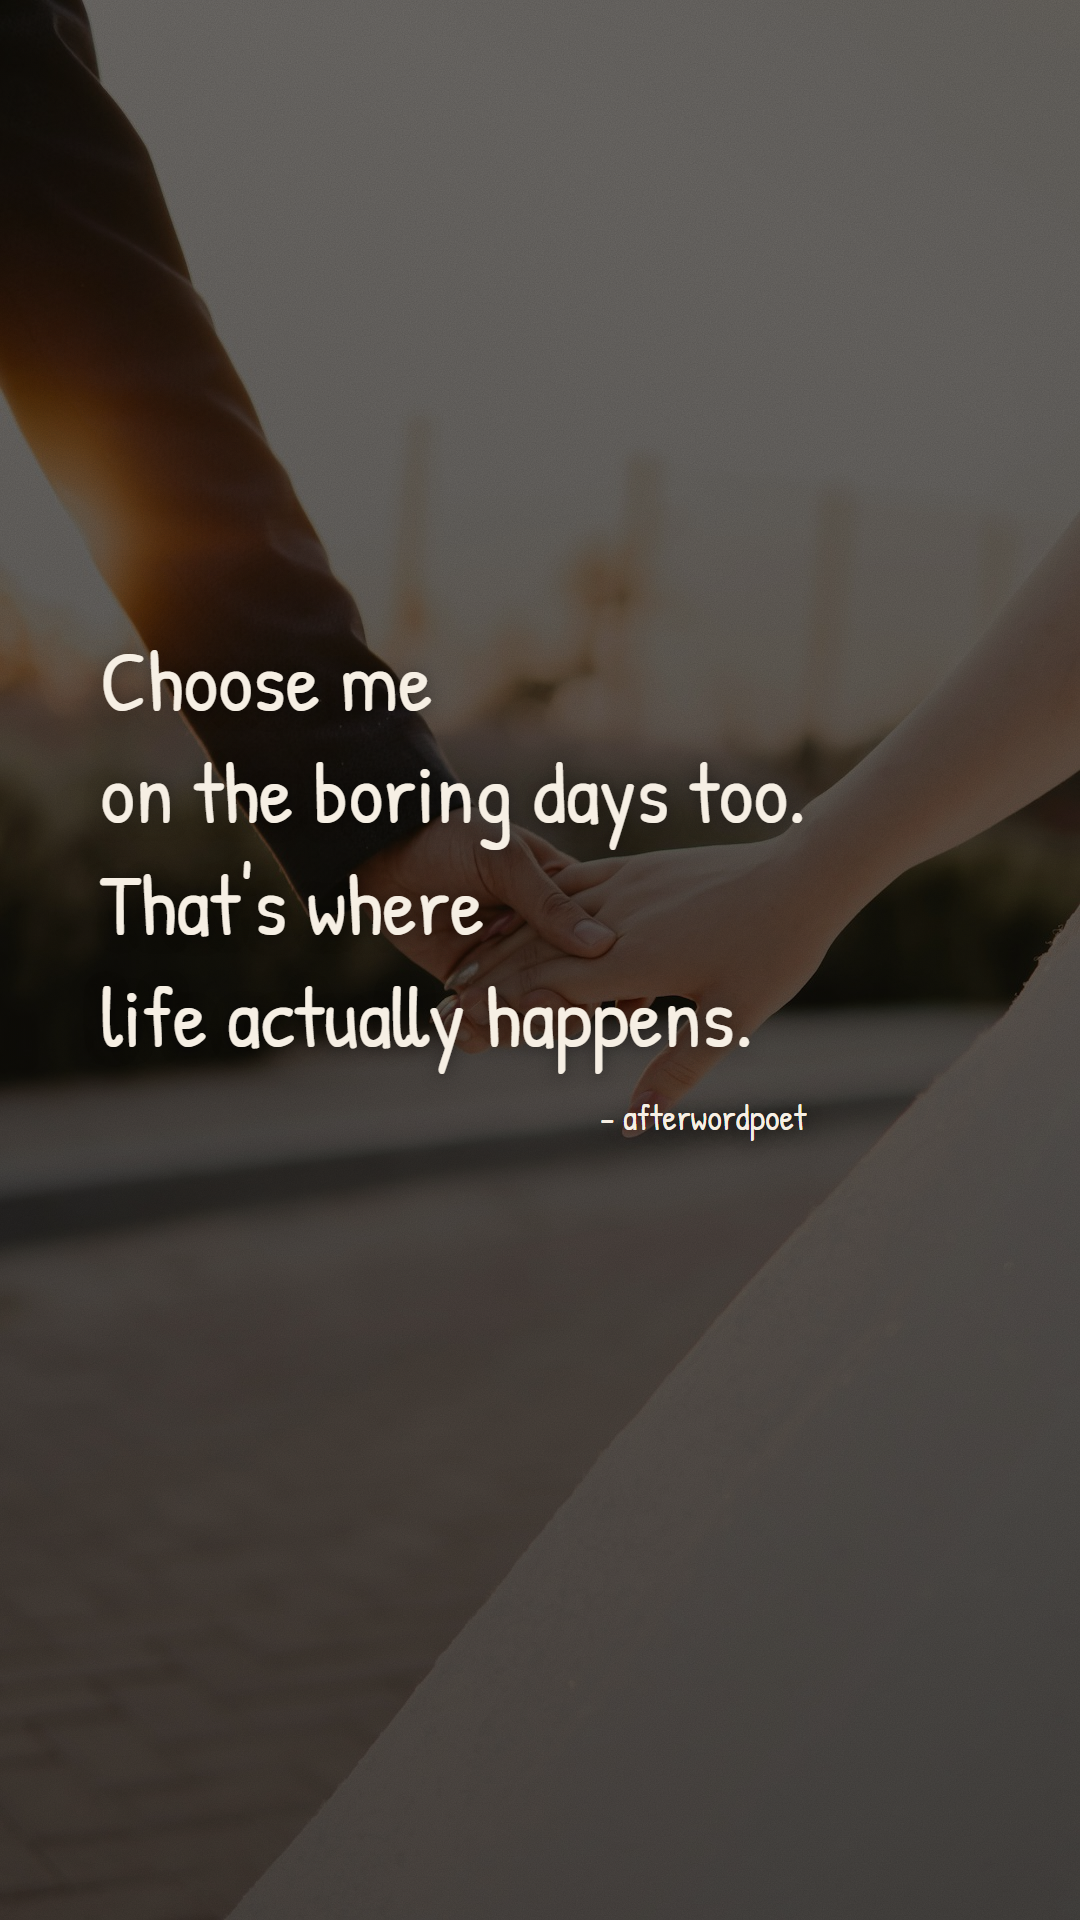 Choose me
on the boring days too.
That's where
life actually happens.
- afterwordpoet